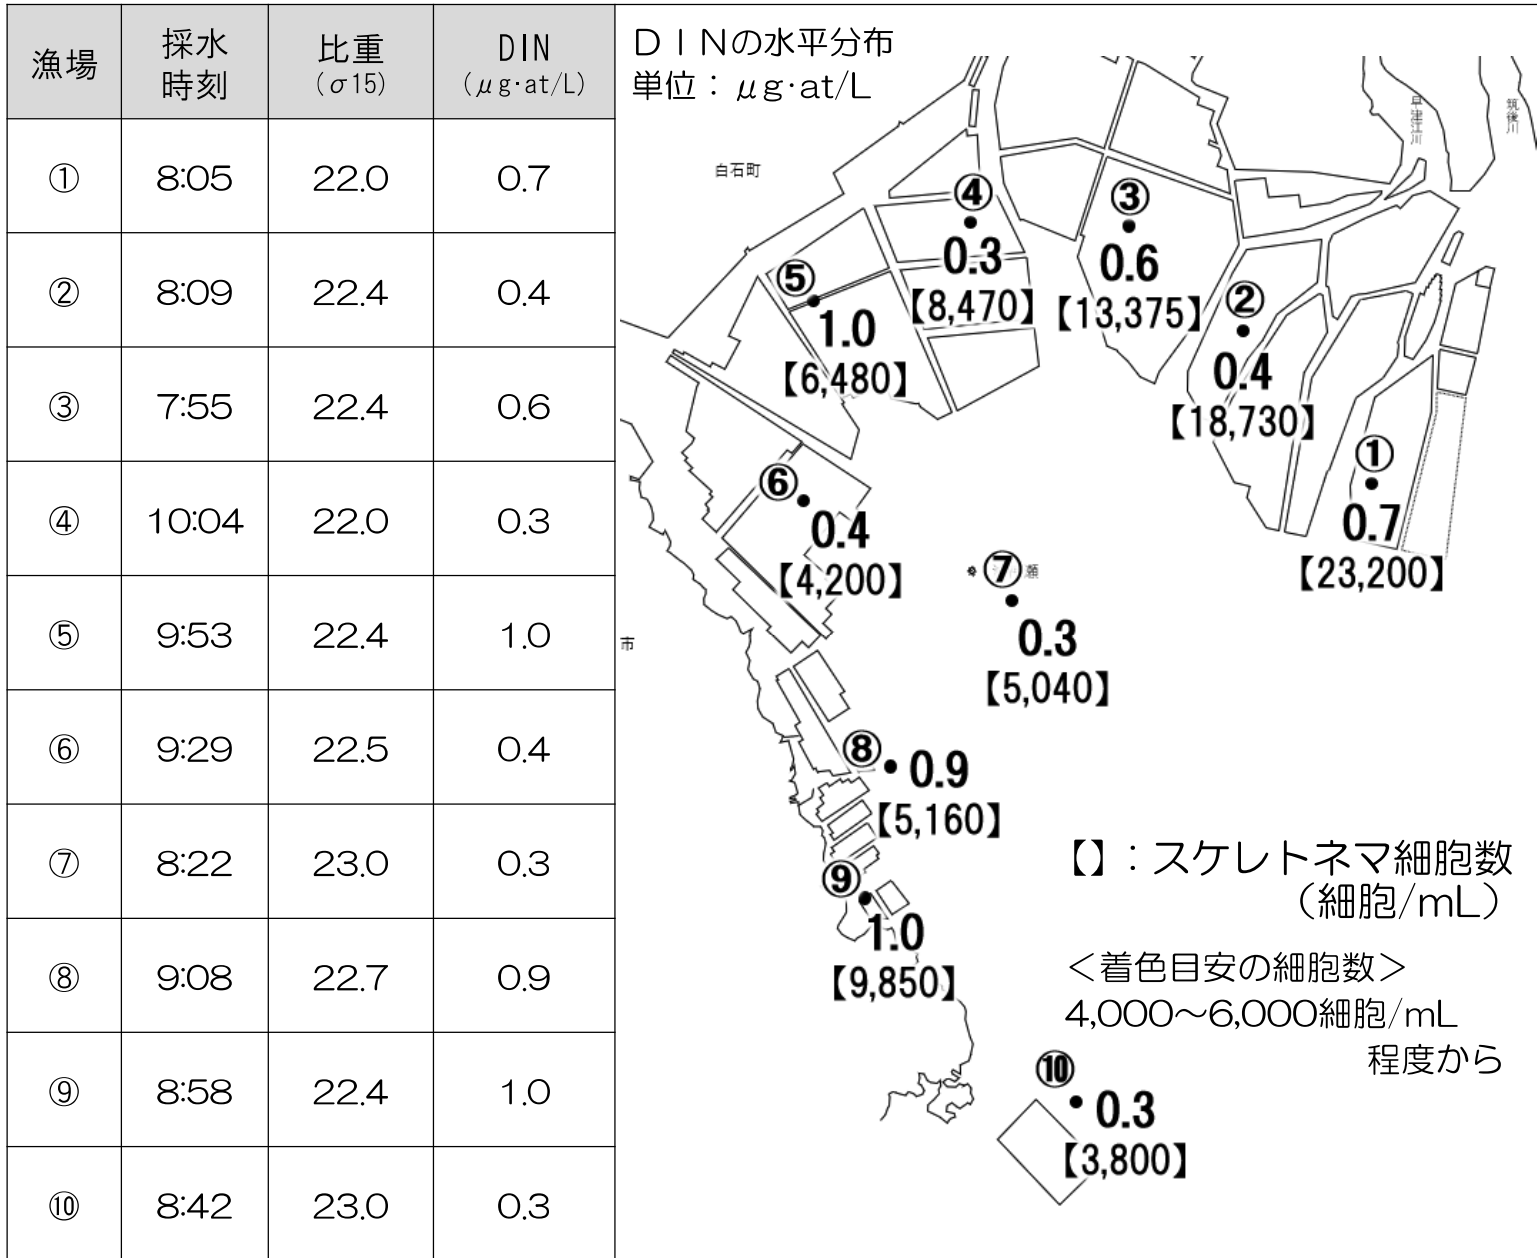 漁場 採水時刻 比重(σ15) DIN(μg·at/L)
① 8:05 22.0 0.7
② 8:09 22.4 0.4
③ 7:55 22.4 0.6
④ 10:04 22.0 0.3
⑤ 9:53 22.4 1.0
⑥ 9:29 22.5 0.4
⑦ 8:22 23.0 0.3
⑧ 9:08 22.7 0.9
⑨ 8:58 22.4 1.0
⑩ 8:42 23.0 0.3
DINの水平分布
単位：μg·at/L
早津江川
筑後川
白石町
④
0.3
【8,470】
③
0.6
【13,375】
⑤
1.0
【6,480】
②
0.4
【18,730】
①
0.7
【23,200】
⑥
0.4
【4,200】
⑦瀬
0.3
【5,040】
市
⑧ 0.9
【5,160】
⑨
1.0
【9,850】
【】：スケレトネマ細胞数
（細胞/mL）
＜着色目安の細胞数＞
4,000～6,000細胞/mL
程度から
⑩
0.3
【3,800】